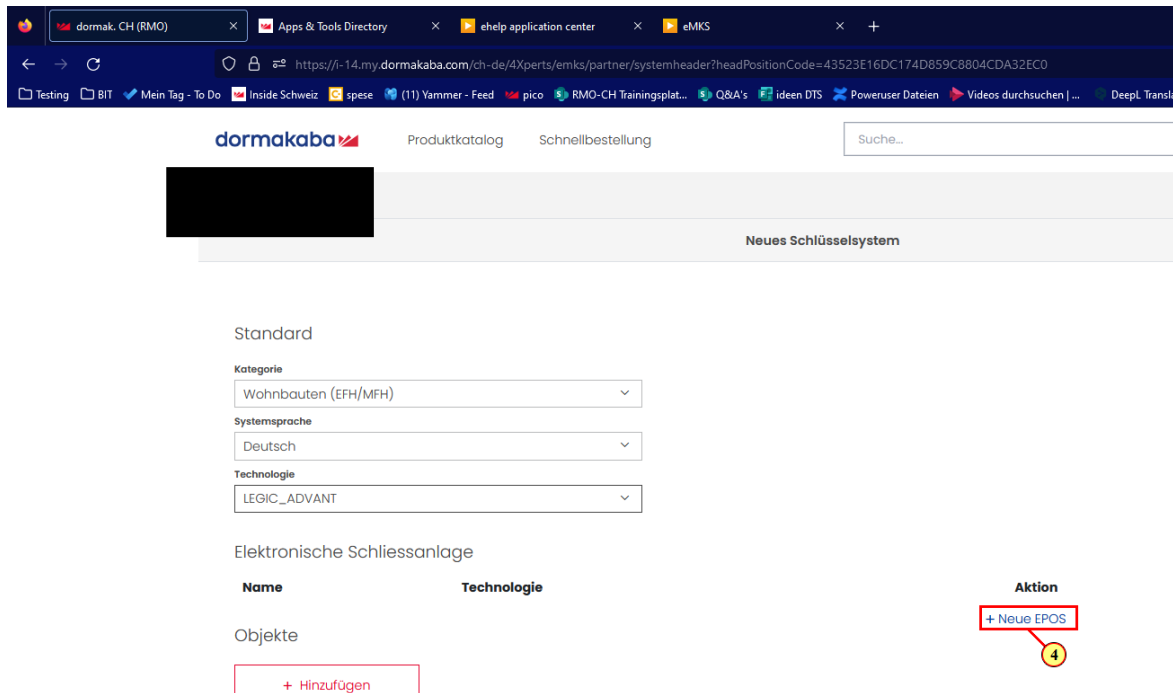 dormak. CH (RMO)
Apps & Tools Directory
ehelp application center
eMKS
https://i-14.my.dormakaba.com/ch-de/4Xperts/emks/partner/systemheader?headPositionCode=43523E16DC174D859C8804CDA32EC0
Testing BIT Mein Tag - To Do Inside Schweiz spese (11) Yammer - Feed pico RMO-CH Trainingsplat... Q&A's ideen DTS Poweruser Dateien Videos durchsuchen | ... DeepL Transla
dormakaba Produktkatalog Schnellbestellung Suche...
Neues Schlüsselsystem
Standard
Kategorie
Wohnbauten (EFH/MFH)
Systemsprache
Deutsch
Technologie
LEGIC_ADVANT
Elektronische Schliessanlage
Name Technologie Aktion
+ Neue EPOS
Objekte
4
+ Hinzufügen